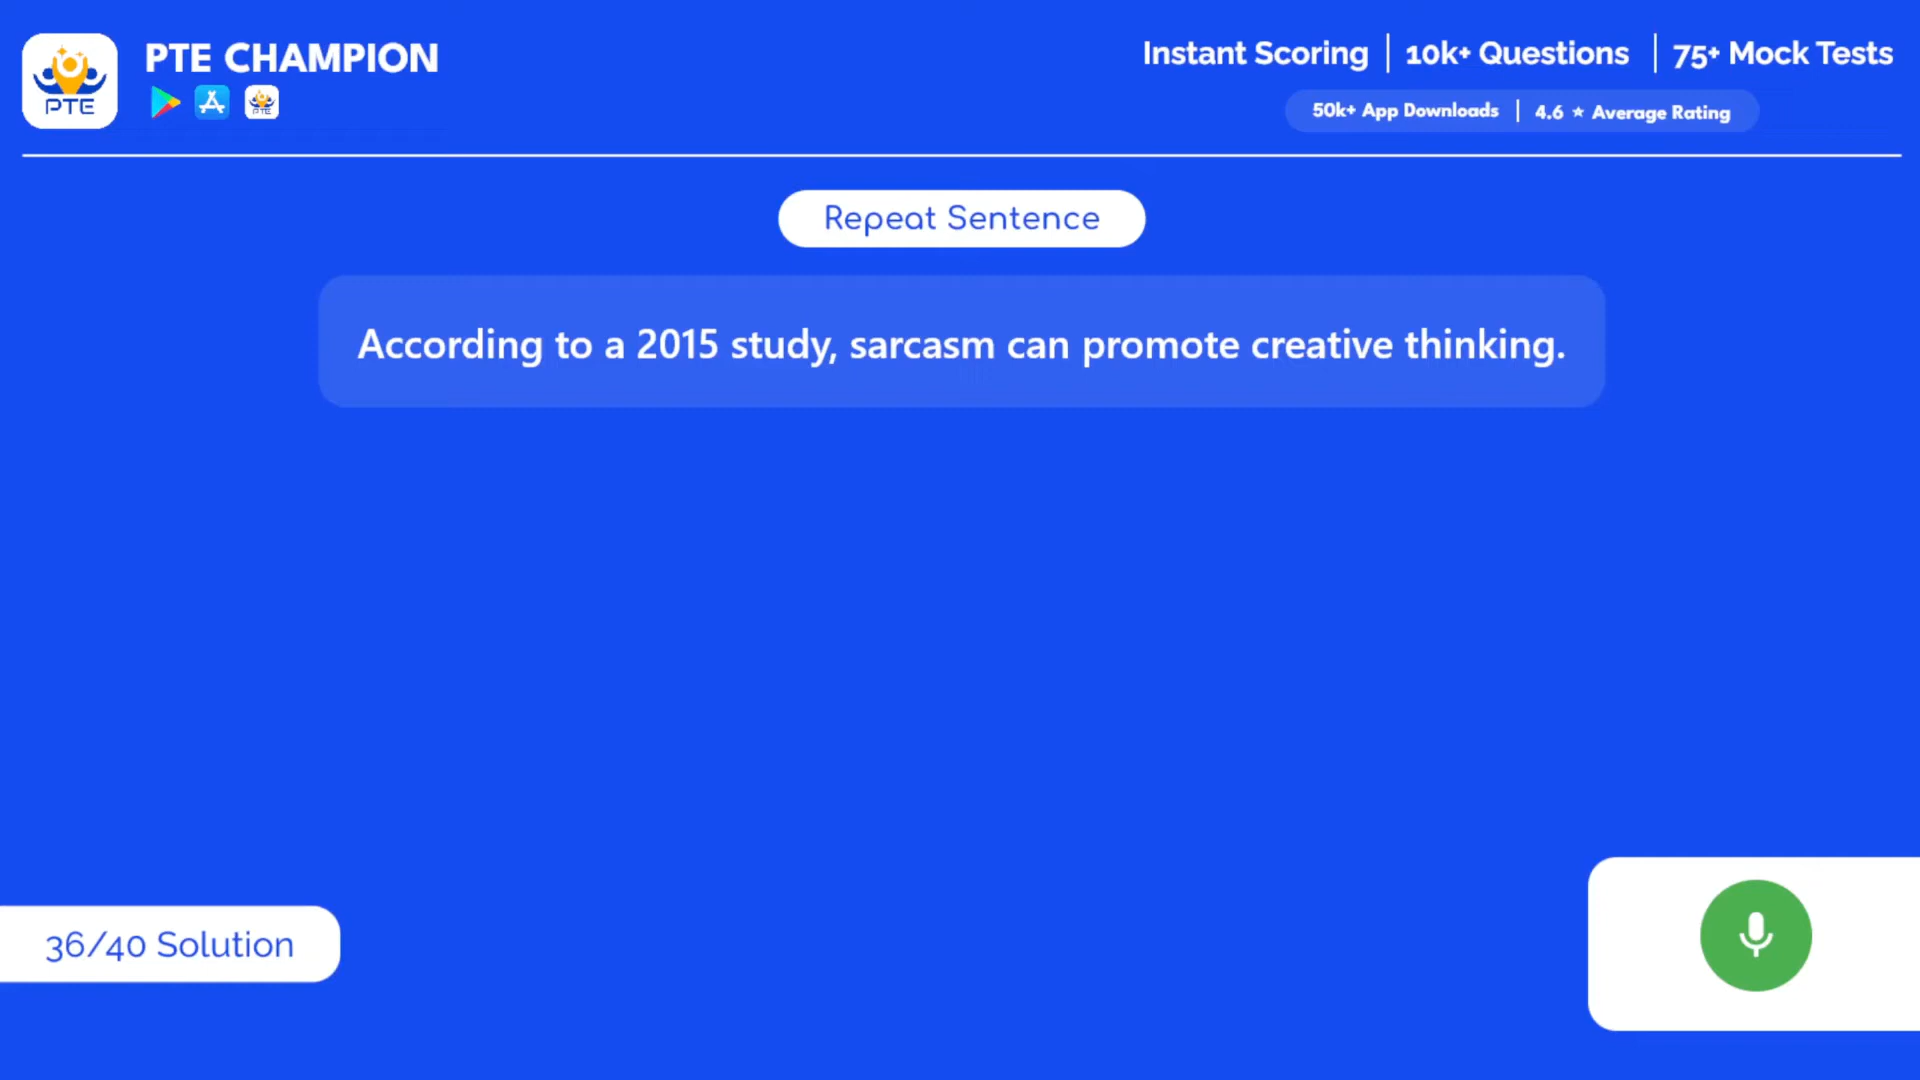 PTE CHAMPION
PTE
PTE
Instant Scoring | 10k+ Questions | 75+ Mock Tests
50k+ App Downloads | 4.6 ★ Average Rating
Repeat Sentence
According to a 2015 study, sarcasm can promote creative thinking.
36/40 Solution